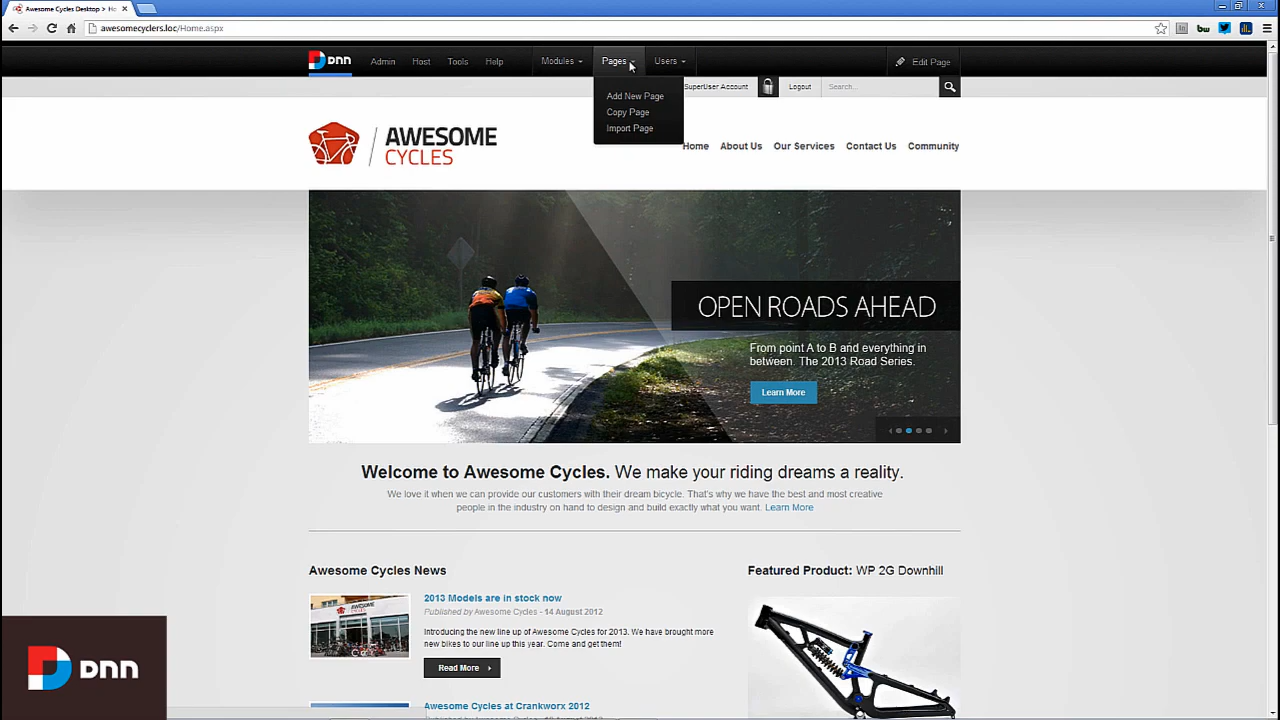 Awesome Cycles Desktop > Ho
awesomecyclers.loc/Home.aspx
DNN Admin Host Tools Help Modules Pages Users Edit Page
Add New Page
Copy Page
Import Page
SuperUser Account Logout Search...
AWESOME
CYCLES
Home About Us Our Services Contact Us Community
OPEN ROADS AHEAD
From point A to B and everything in
between. The 2013 Road Series.
Learn More
Welcome to Awesome Cycles. We make your riding dreams a reality.
We love it when we can provide our customers with their dream bicycle. That's why we have the best and most creative
people in the industry on hand to design and build exactly what you want. Learn More
Awesome Cycles News
2013 Models are in stock now
Published by Awesome Cycles - 14 August 2012
Introducing the new line up of Awesome Cycles for 2013. We have brought more
new bikes to our line up this year. Come and get them!
Read More
Awesome Cycles at Crankworx 2012
Featured Product: WP 2G Downhill
DNN